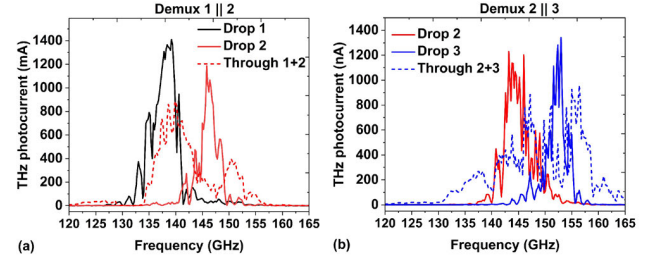 Demux 1 || 2
Drop 1
Drop 2
Through 1+2
THz photocurrent (mA)
1400
1200
1000
800
600
400
200
0
120 125 130 135 140 145 150 155 160 165
Frequency (GHz)
(a)
Demux 2 || 3
Drop 2
Drop 3
Through 2+3
THz photocurrent (nA)
1400
1200
1000
800
600
400
200
0
120 125 130 135 140 145 150 155 160 165
Frequency (GHz)
(b)